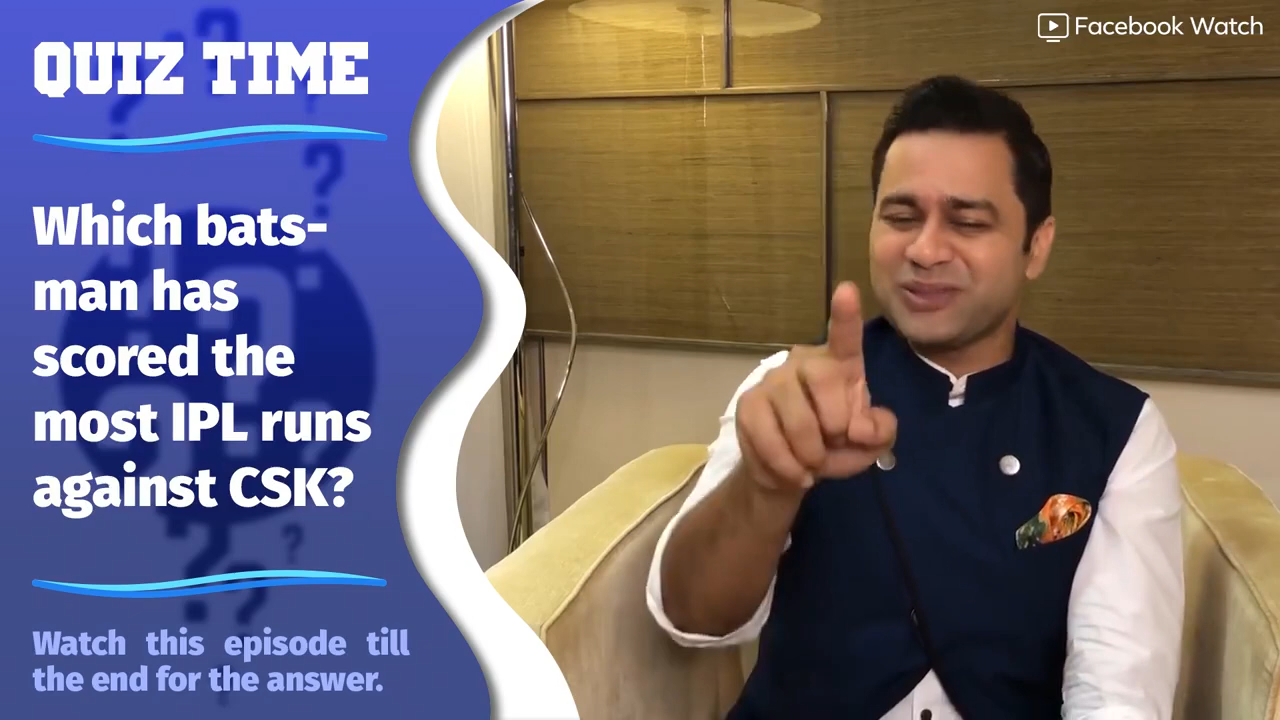 QUIZ TIME
Facebook Watch
Which bats-
man has
scored the
most IPL runs
against CSK?
Watch this episode till
the end for the answer.